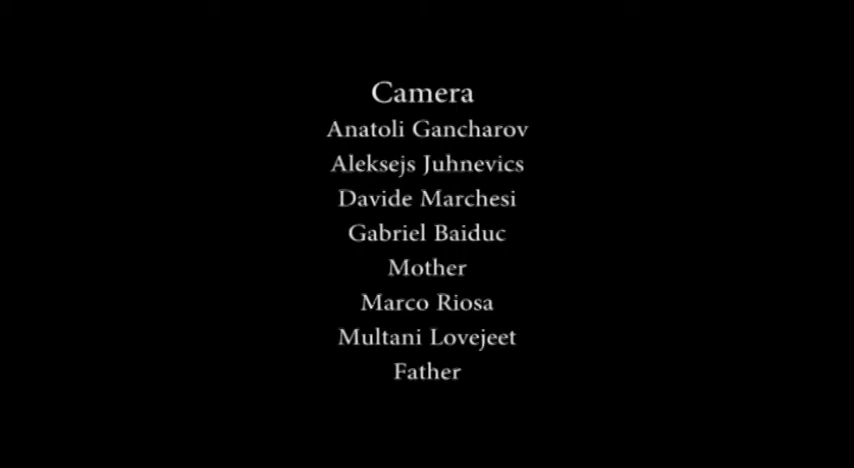 Camera
Anatoli Gancharov
Aleksejs Juhnevics
Davide Marchesi
Gabriel Baiduc
Mother
Marco Riosa
Multani Lovejeet
Father